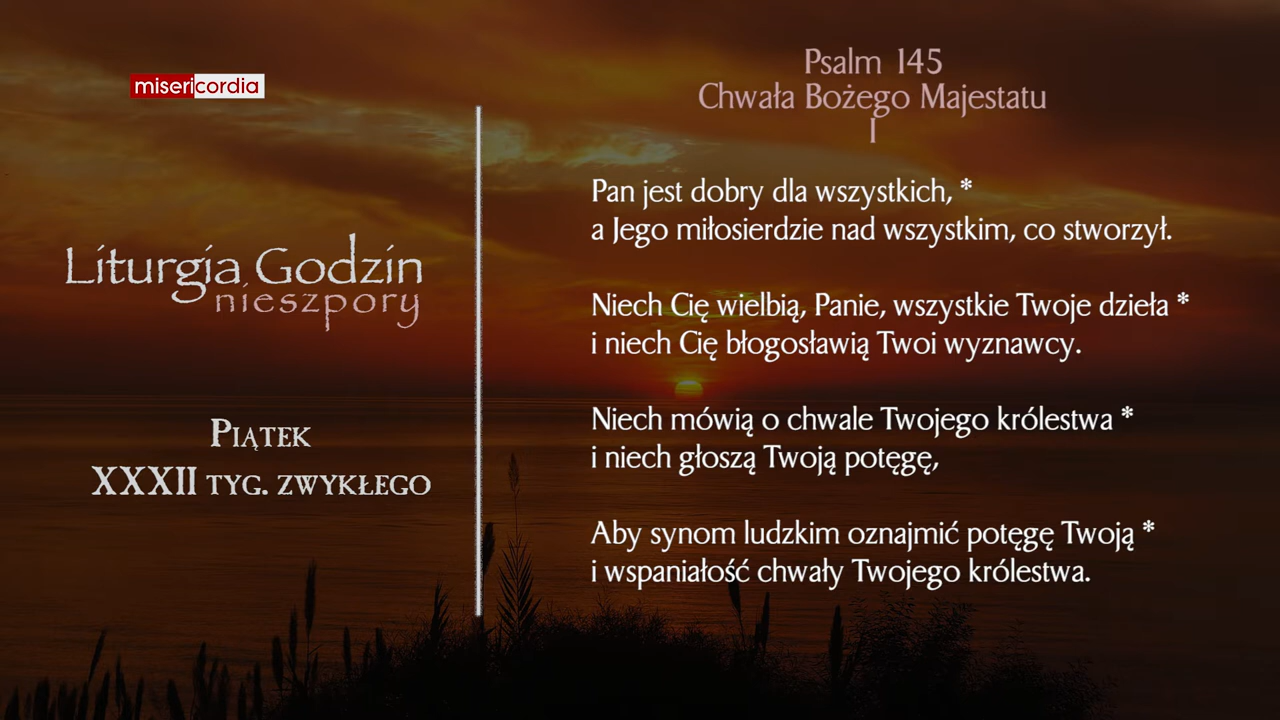 misericordia
Liturgia Godzin
nieszpory
Piątek
XXXII tyg. zwykłego
Psalm 145
Chwała Bożego Majestatu
I
Pan jest dobry dla wszystkich, *
a Jego miłosierdzie nad wszystkim, co stworzył.
Niech Cię wielbią, Panie, wszystkie Twoje dzieła *
i niech Cię błogosławią Twoi wyznawcy.
Niech mówią o chwale Twojego królestwa *
i niech głoszą Twoją potęgę,
Aby synom ludzkim oznajmić potęgę Twoją *
i wspaniałość chwały Twojego królestwa.